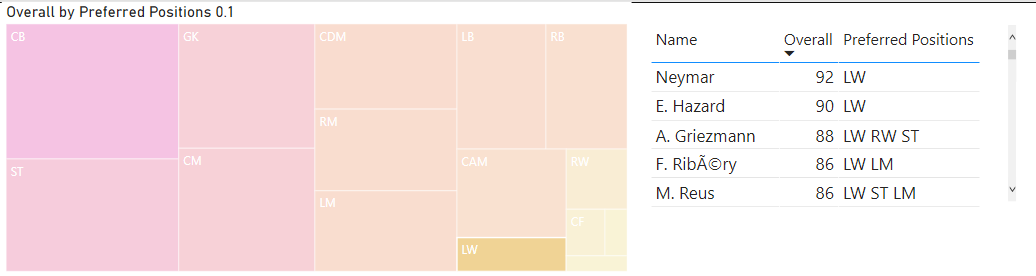 Overall by Preferred Positions 0.1
CB
GK
CDM
LB
RB
RM
ST
CM
CAM
RW
LM
CF
LW
Name Overall Preferred Positions
Neymar 92 LW
E. Hazard 90 LW
A. Griezmann 88 LW RW ST
F. RibÃ©ry 86 LW LM
M. Reus 86 LW ST LM